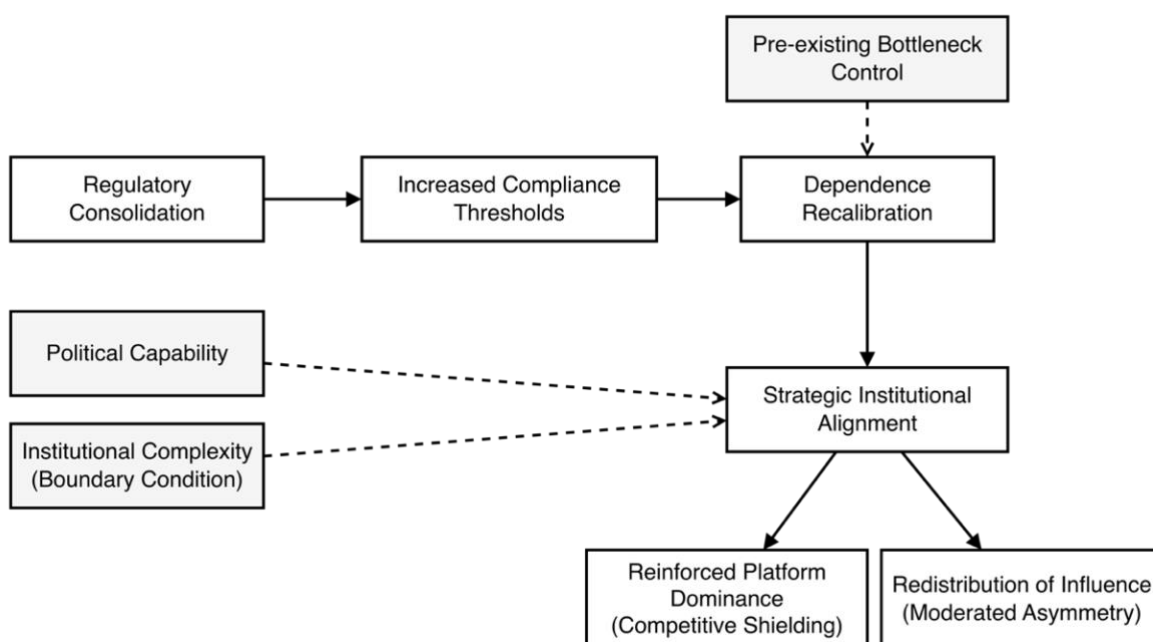 Pre-existing Bottleneck
Control
Regulatory
Consolidation
Increased Compliance
Thresholds
Dependence
Recalibration
Political Capability
Strategic Institutional
Alignment
Institutional Complexity
(Boundary Condition)
Reinforced Platform
Dominance
(Competitive Shielding)
Redistribution of Influence
(Moderated Asymmetry)